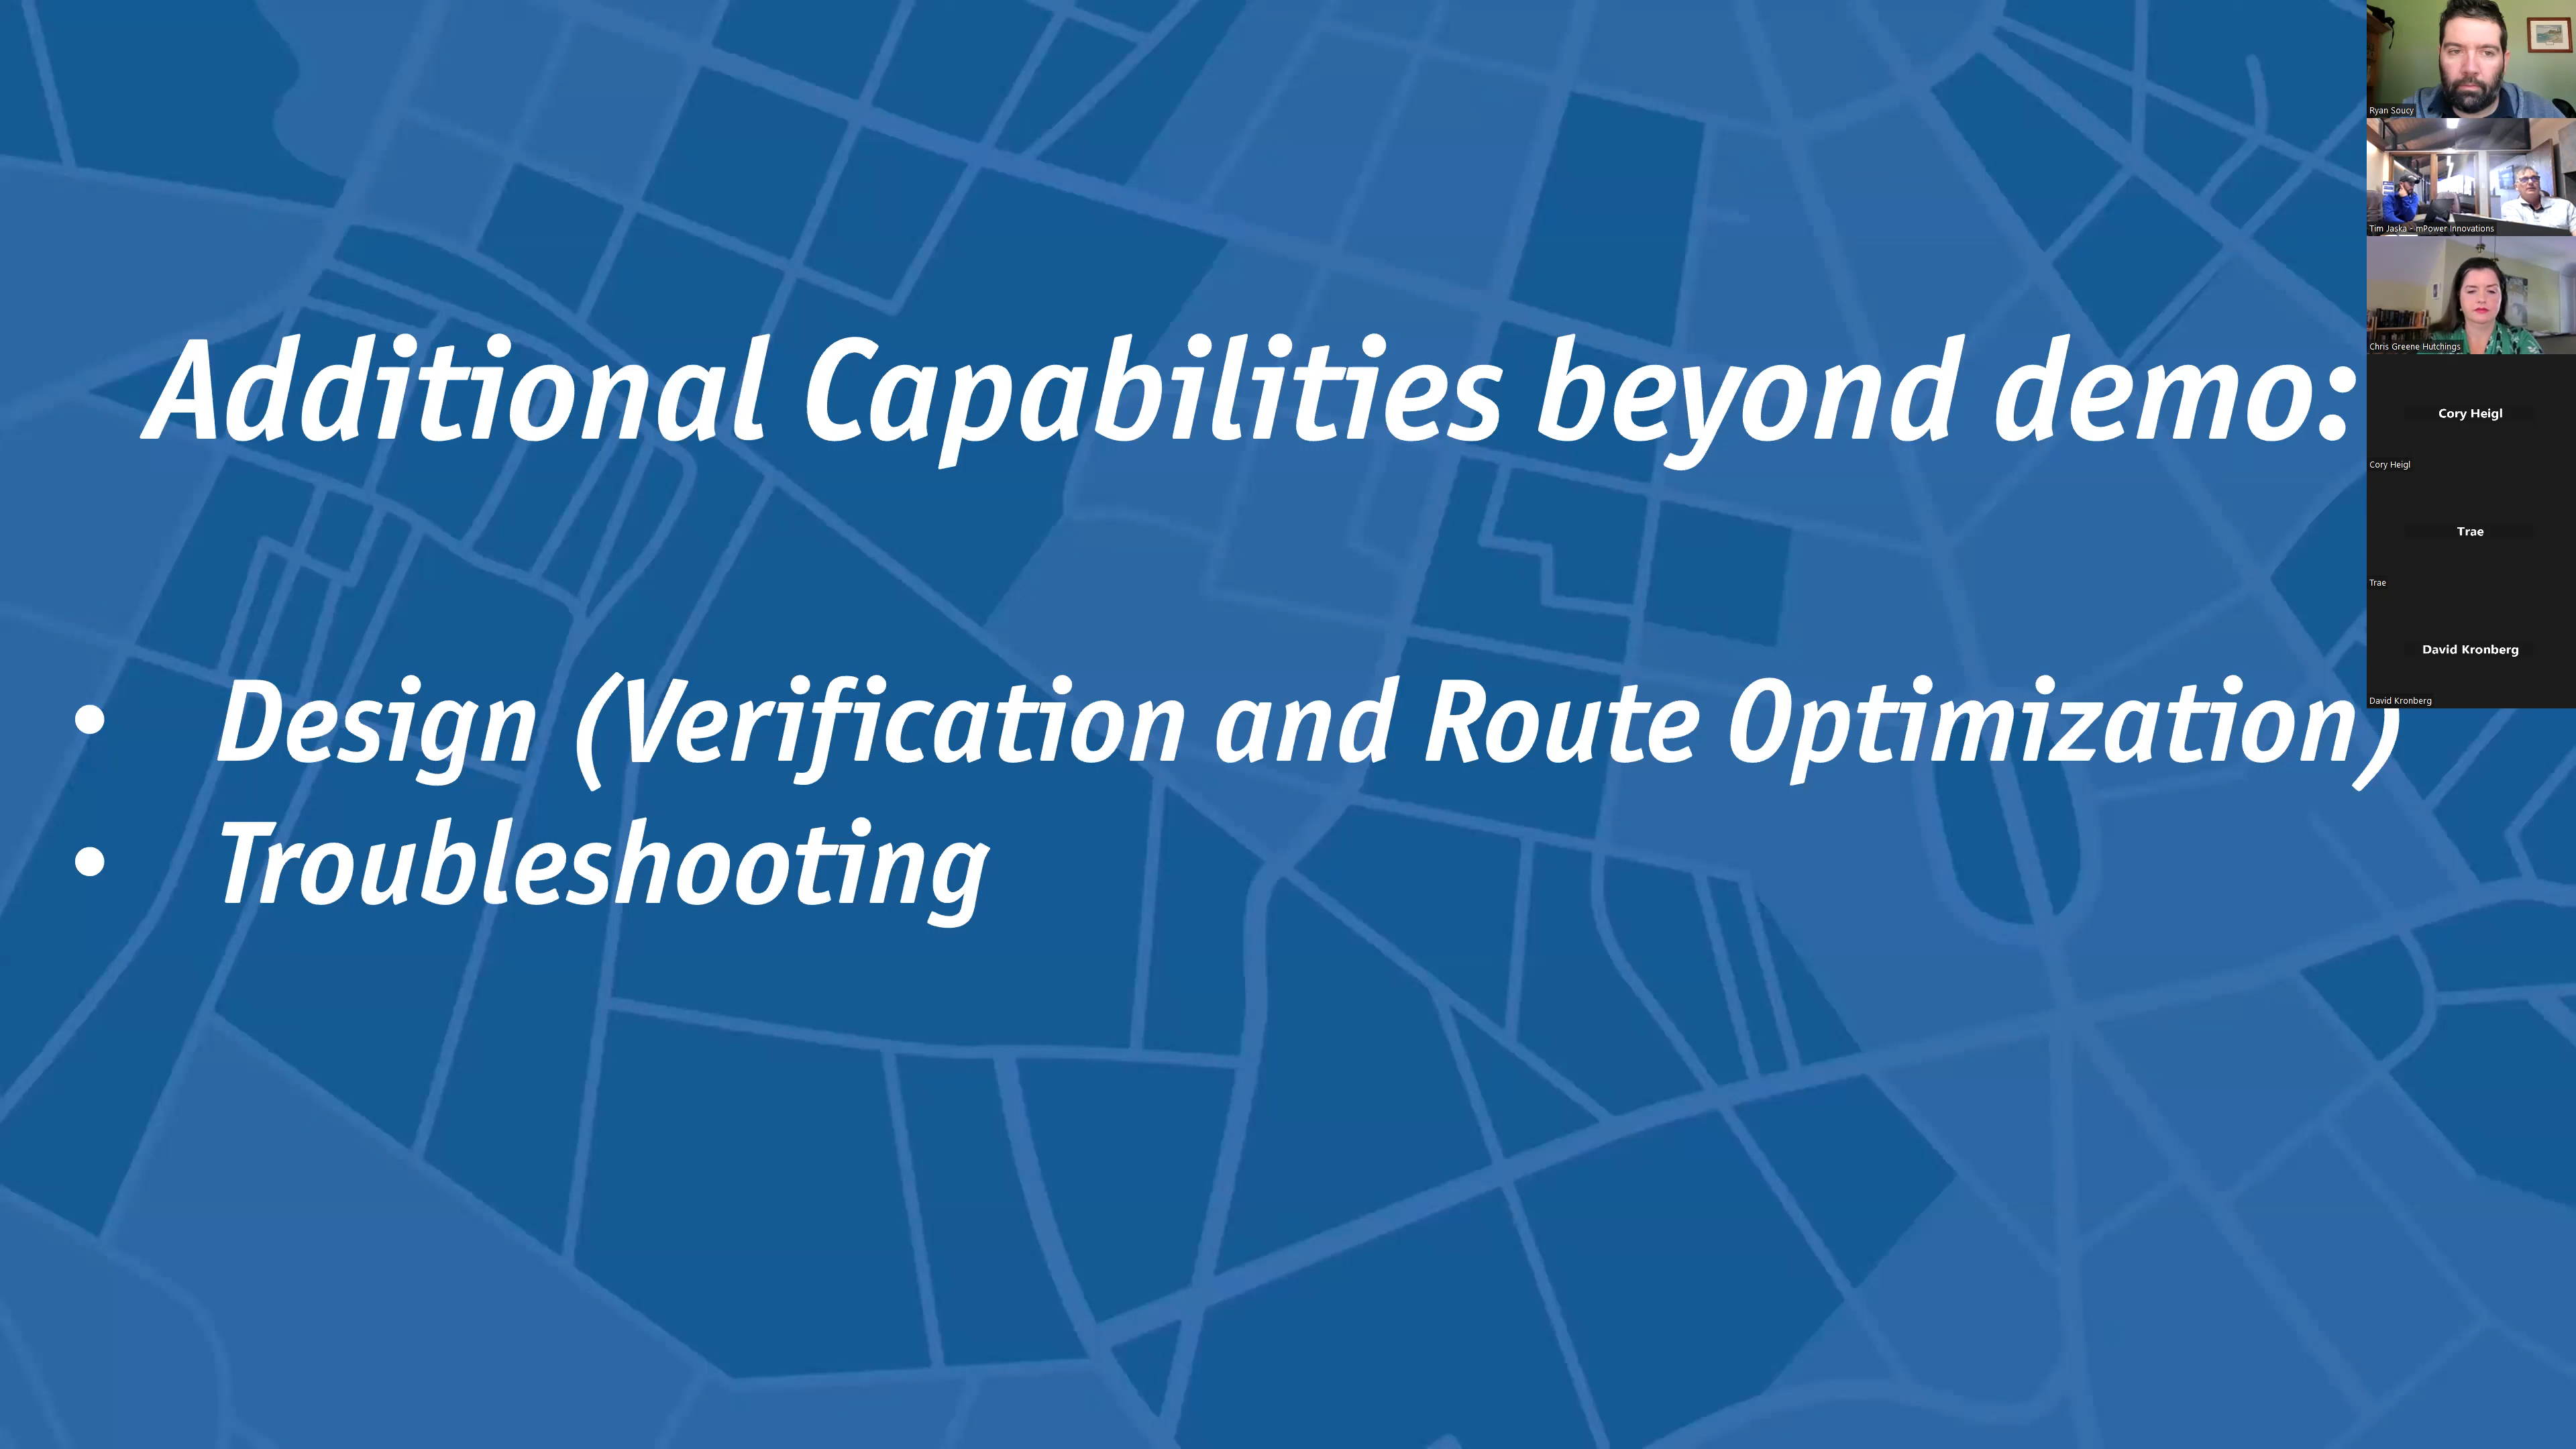 Additional Capabilities beyond demo:
• Design (Verification and Route Optimization)
• Troubleshooting
Ryan Soucy
Tim Jaska - mPower Innovations
Chris Greene Hutchings
Cory Heigl
Cory Heigl
Trae
Trae
David Kronberg
David Kronberg